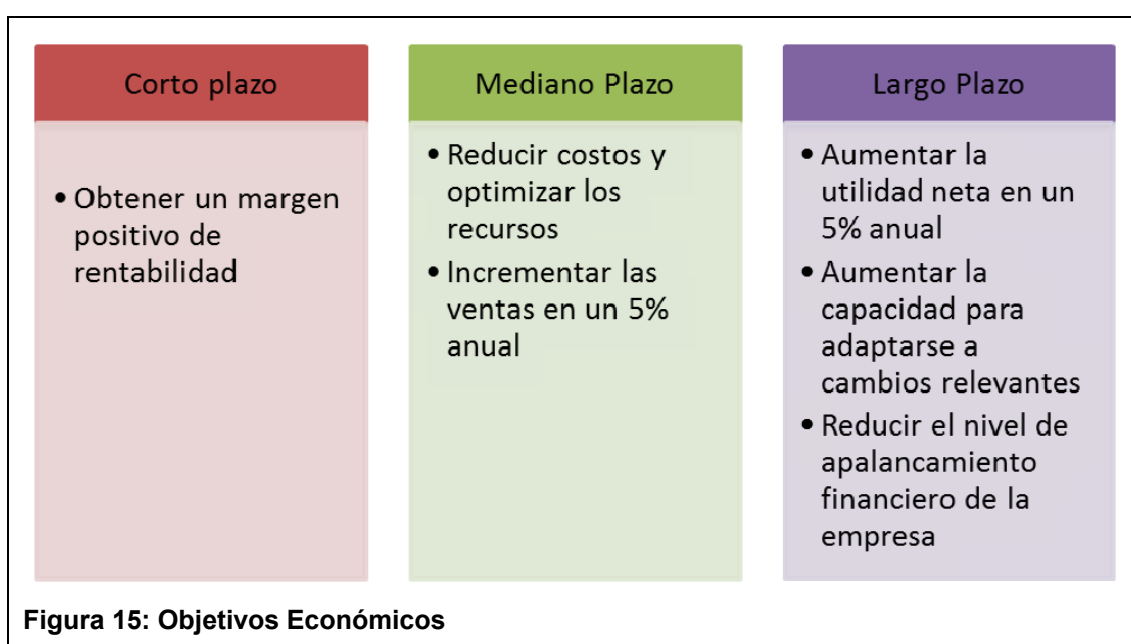 Corto plazo
• Obtener un margen
positivo de
rentabilidad
Mediano Plazo
• Reducir costos y
optimizar los
recursos
• Incrementar las
ventas en un 5%
anual
Largo Plazo
• Aumentar la
utilidad neta en un
5% anual
• Aumentar la
capacidad para
adaptarse a
cambios relevantes
• Reducir el nivel de
apalancamiento
financiero de la
empresa
Figura 15: Objetivos Económicos